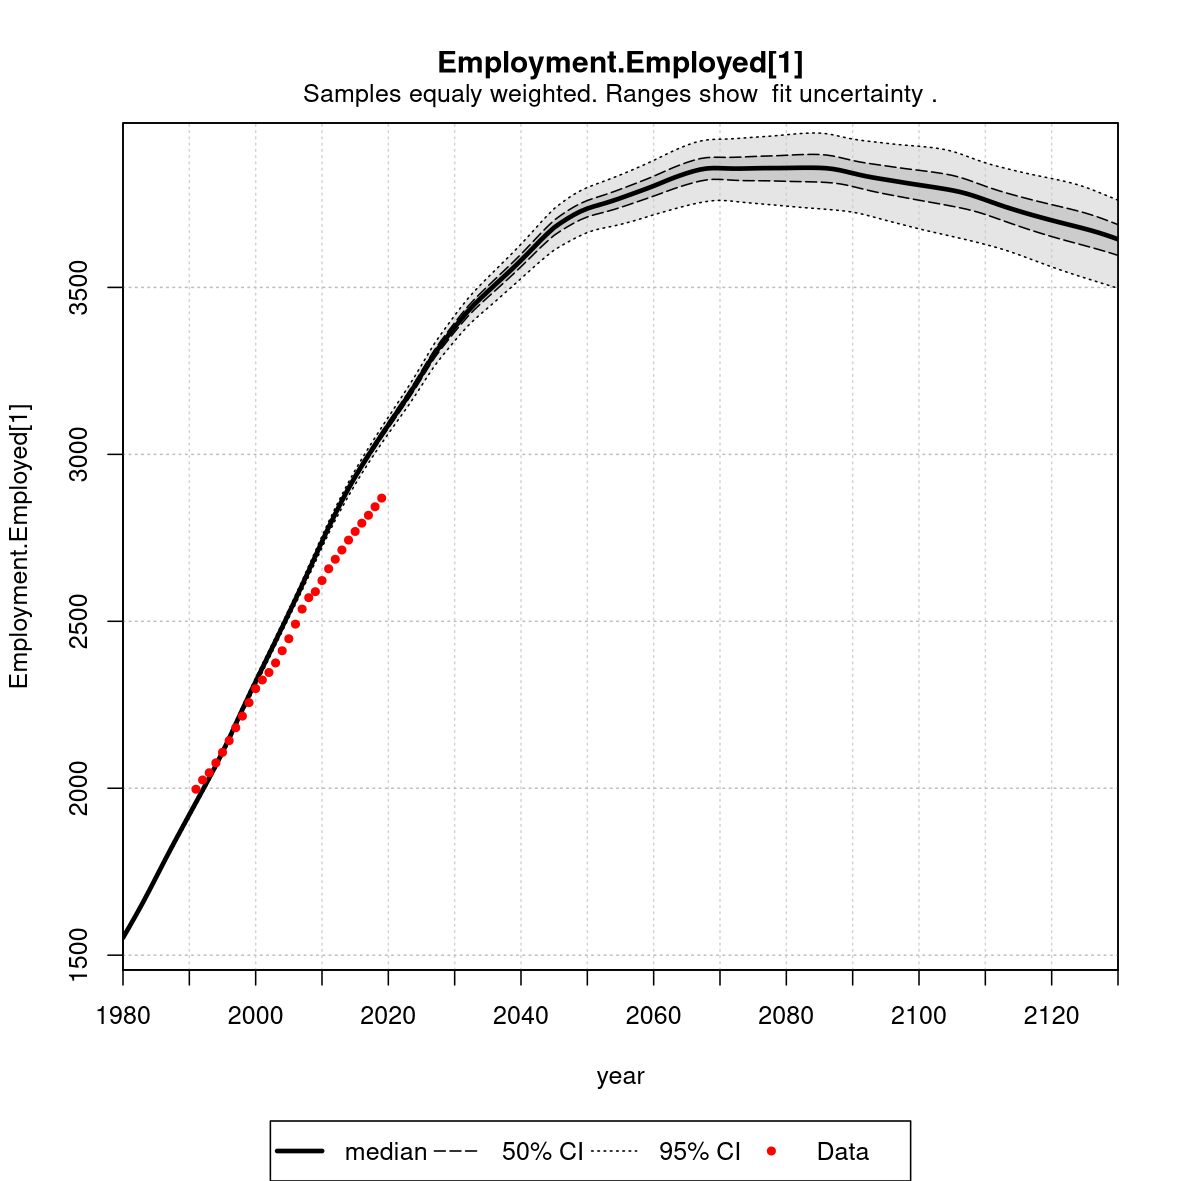 Employment.Employed[1]
Samples equaly weighted. Ranges show  fit uncertainty .
Employment.Employed[1]
3500
3000
2500
2000
1500
1980 2000 2020 2040 2060 2080 2100 2120
year
median 50% CI 95% CI Data